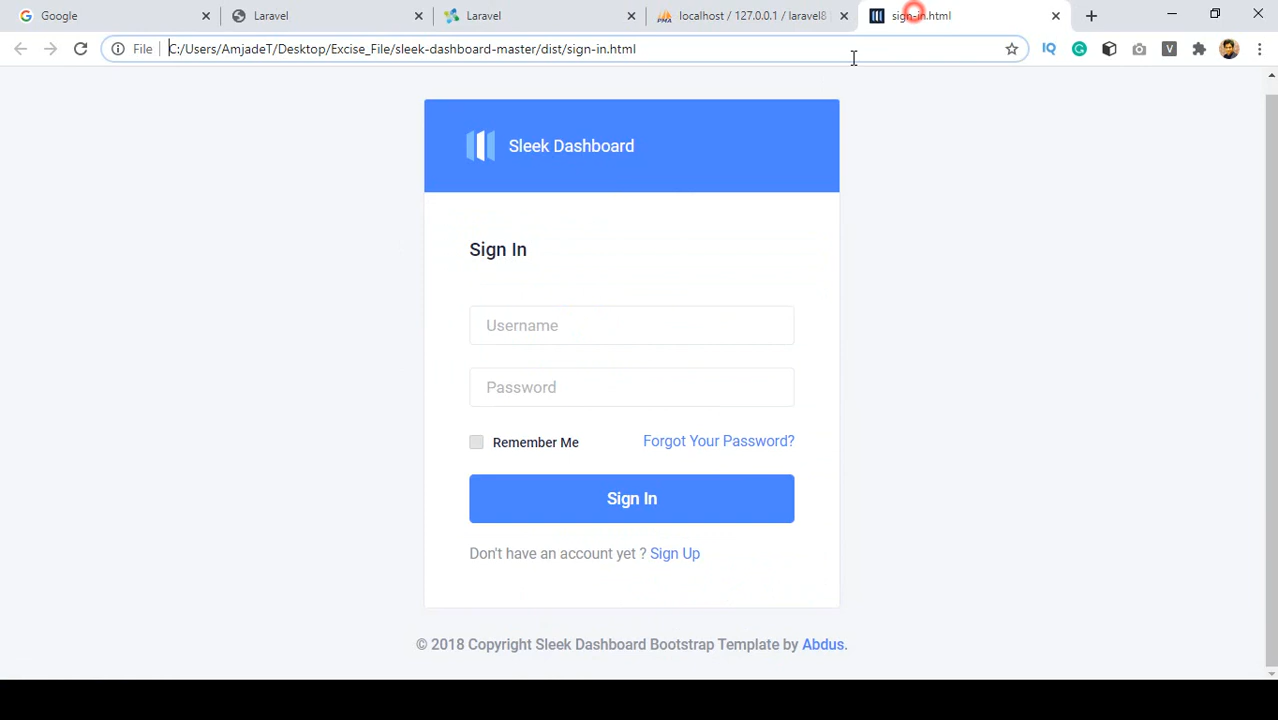 Google
Laravel
Laravel
PMA
localhost / 127.0.0.1 / laravel8
sign-in.html
File
C:/Users/AmjadeT/Desktop/Excise_File/sleek-dashboard-master/dist/sign-in.html
IQ
V
Sleek Dashboard
Sign In
Username
Password
Remember Me
Forgot Your Password?
Sign In
Don't have an account yet ? Sign Up
© 2018 Copyright Sleek Dashboard Bootstrap Template by Abdus.